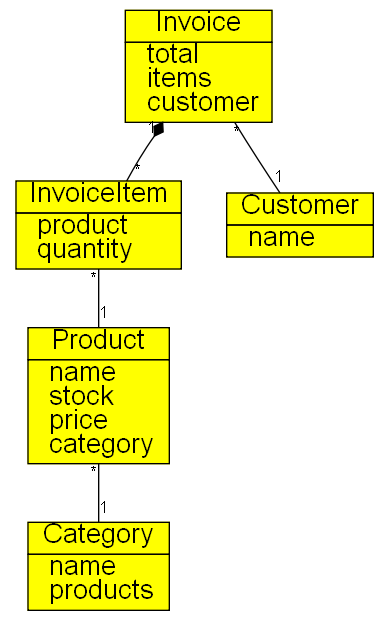 Invoice
total
items
customer
1
*
*
1
InvoiceItem
product
quantity
Customer
name
*
1
Product
name
stock
price
category
*
1
Category
name
products